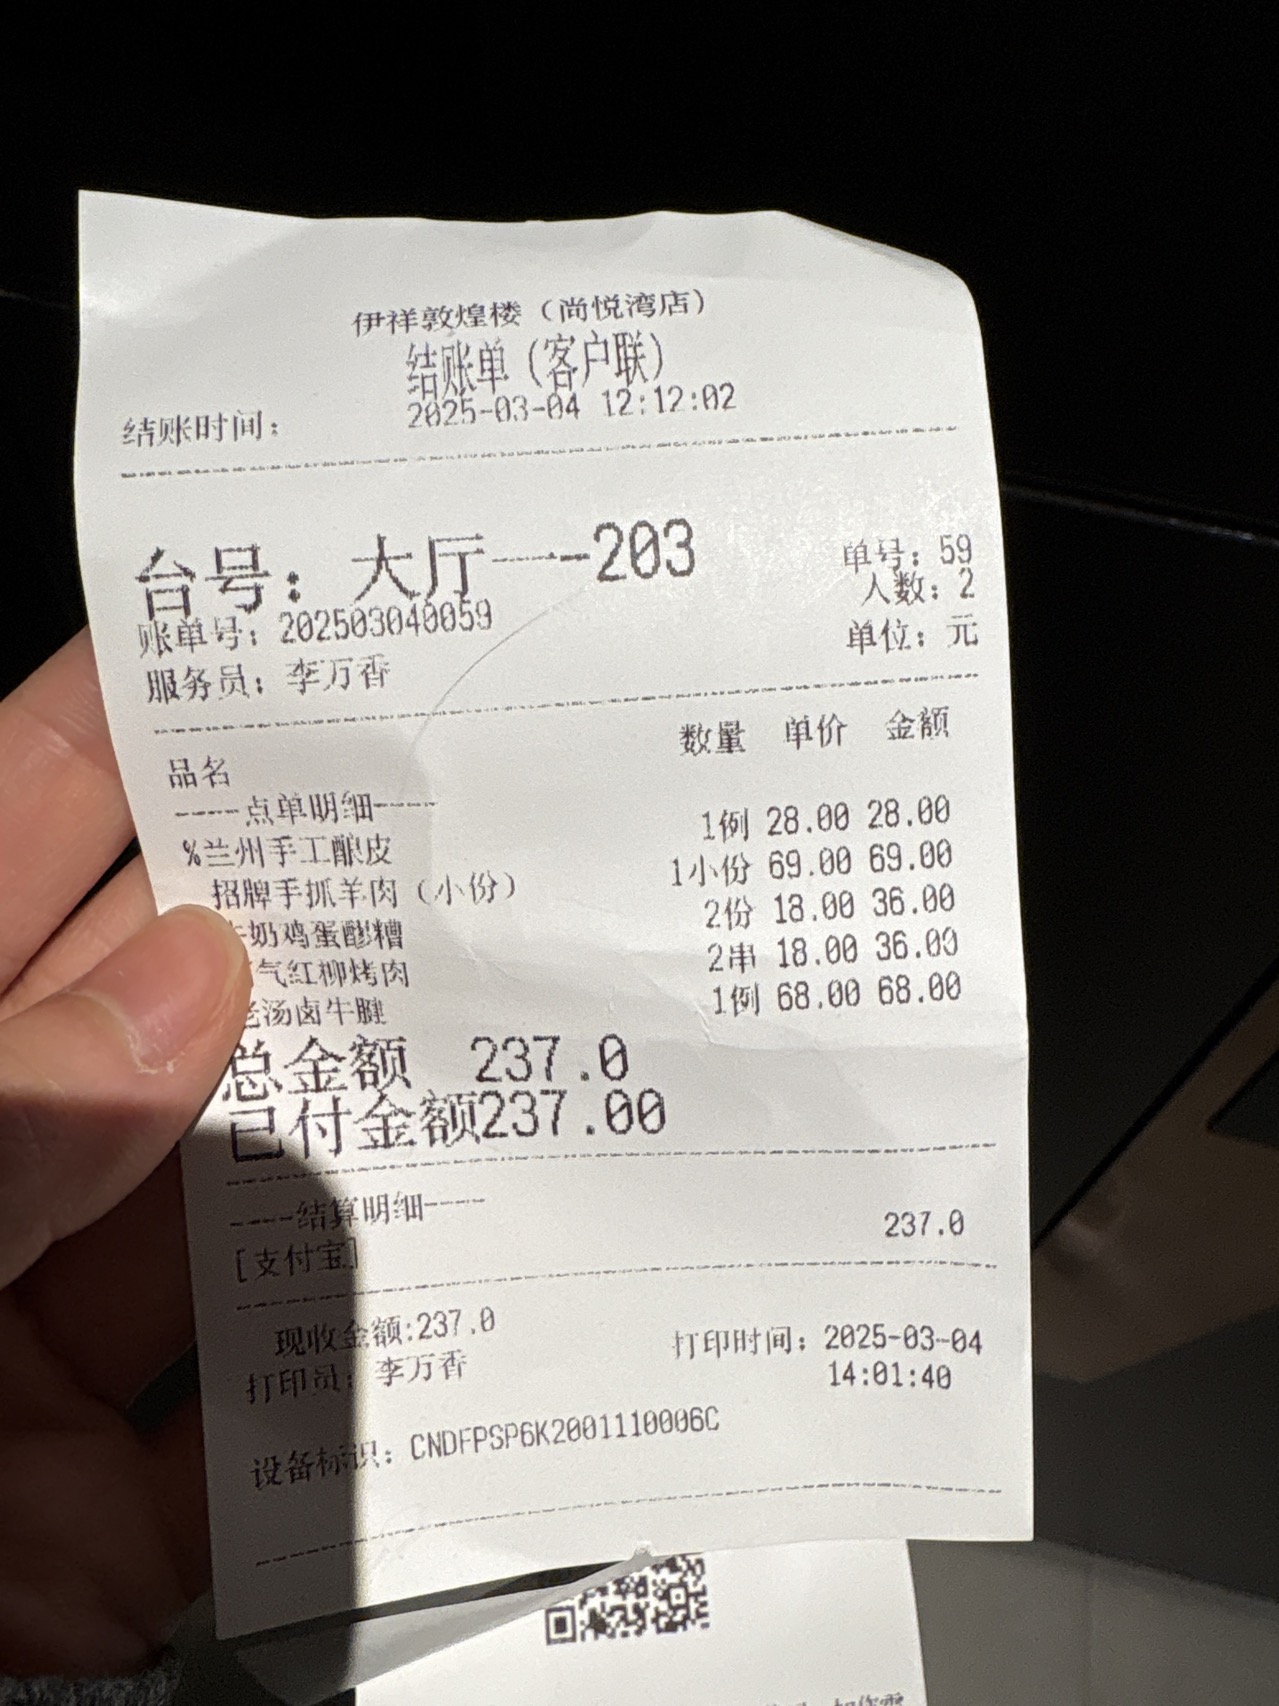 伊祥敦煌楼（尚悦湾店）
结账单（客户联）
结账时间： 2025-03-04 12:12:02
台号：大厅---203
单号：59
账单号：202503040059
人数：2
服务员：李万香
单位：元
品名 数量 单价 金额
----点单明细----
%兰州手工酿皮 1例 28.00 28.00
招牌手抓羊肉（小份） 1小份 69.00 69.00
牛奶鸡蛋醪糟 2份 18.00 36.00
气红柳烤肉 2串 18.00 36.00
老汤卤牛腱 1例 68.00 68.00
总金额 237.0
已付金额237.00
----结算明细----
[支付宝] 237.0
现收金额:237.0
打印员：李万香
打印时间：2025-03-04
14:01:40
设备标识：CNDFPSP6K2001110006C